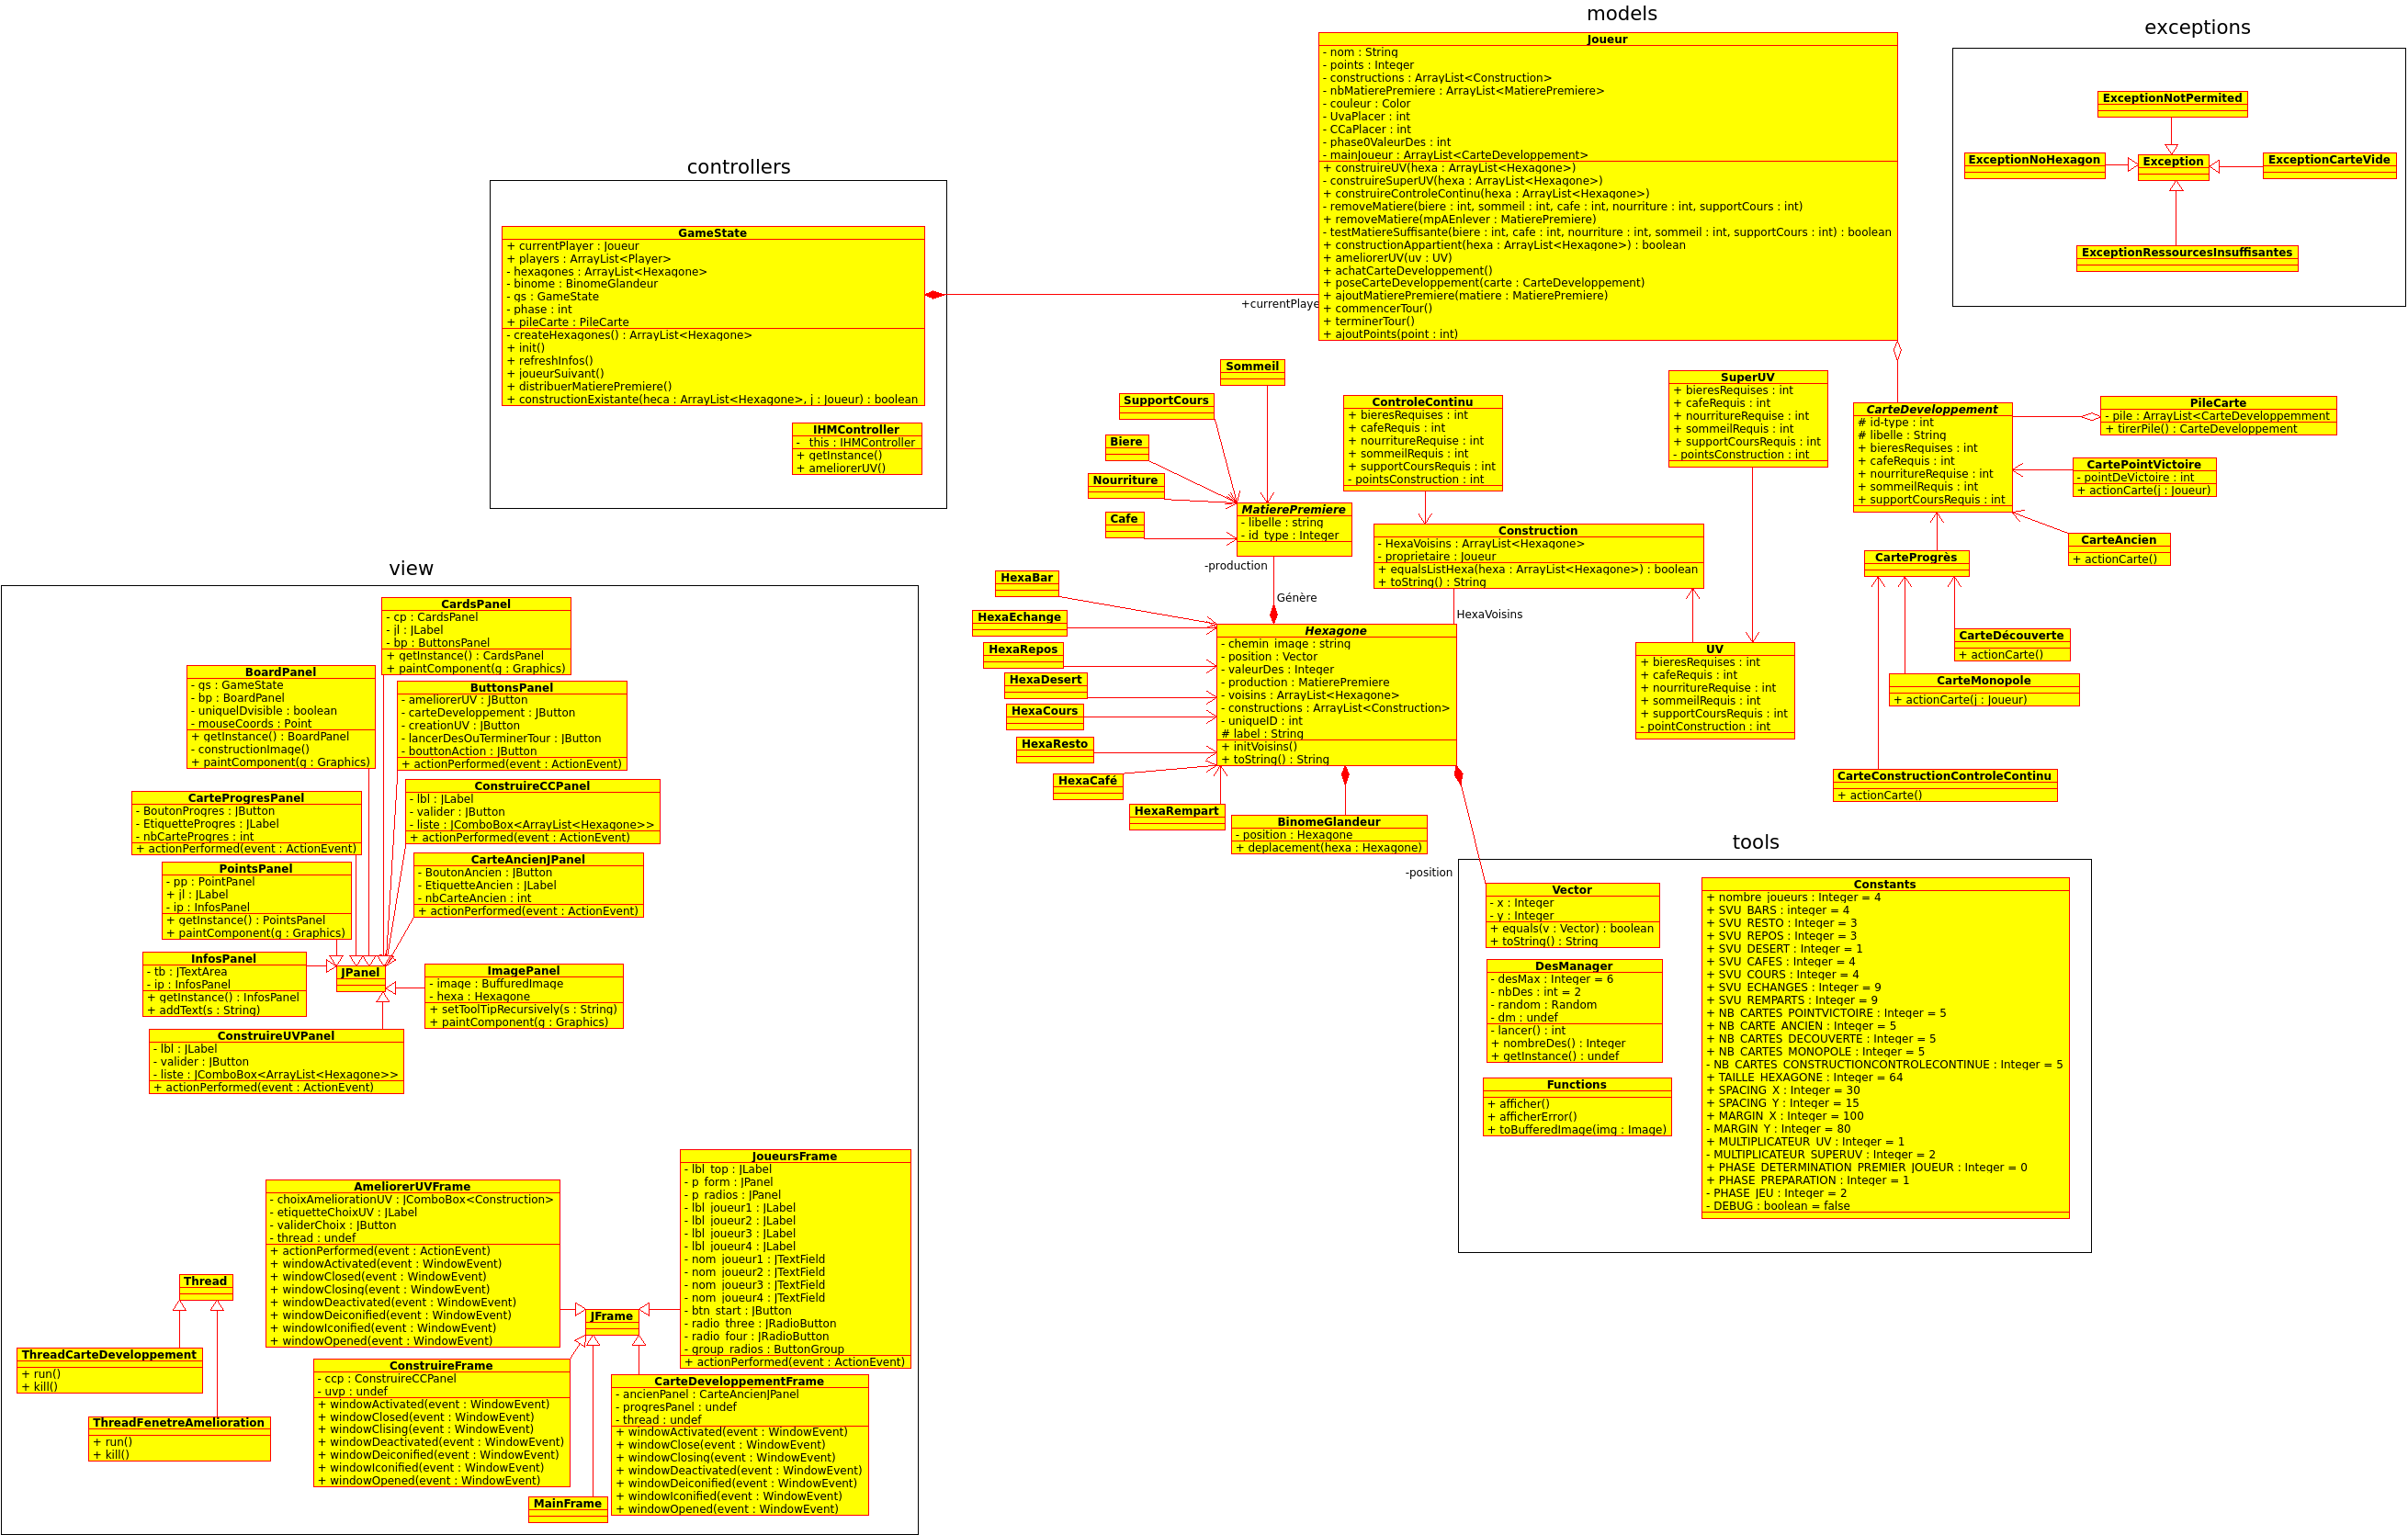 models
Joueur
- nom : String
- points : Integer
- constructions : ArrayList<Construction>
- nbMatierePremiere : ArrayList<MatierePremiere>
- couleur : Color
- UvaPlacer : int
- CCaPlacer : int
- phase0ValeurDes : int
- mainJoueur : ArrayList<CarteDeveloppement>
+ construireUV(hexa : ArrayList<Hexagone>)
- construireSuperUV(hexa : ArrayList<Hexagone>)
+ construireControleContinu(hexa : ArrayList<Hexagone>)
- removeMatiere(biere : int, sommeil : int, cafe : int, nourriture : int, supportCours : int)
+ removeMatiere(mpAEnlever : MatierePremiere)
- testMatiereSuffisante(biere : int, cafe : int, nourriture : int, sommeil : int, supportCours : int) : boolean
+ constructionAppartient(hexa : ArrayList<Hexagone>) : boolean
+ ameliorerUV(uv : UV)
+ achatCarteDeveloppement()
+ poseCarteDeveloppement(carte : CarteDeveloppement)
+ ajoutMatierePremiere(matiere : MatierePremiere)
+ commencerTour()
+ terminerTour()
+ ajoutPoints(point : int)
exceptions
ExceptionNotPermited
ExceptionNoHexagon
Exception
ExceptionCarteVide
ExceptionRessourcesInsuffisantes
controllers
GameState
+ currentPlayer : Joueur
+ players : ArrayList<Player>
- hexagones : ArrayList<Hexagone>
- binome : BinomeGlandeur
- gs : GameState
- phase : int
+ pileCarte : PileCarte
- createHexagones() : ArrayList<Hexagone>
+ init()
+ refreshInfos()
+ joueurSuivant()
+ distribuerMatierePremiere()
+ constructionExistante(heca : ArrayList<Hexagone>, j : Joueur) : boolean
+currentPlaye
IHMController
- _this : IHMController
+ getInstance()
+ ameliorerUV()
Sommeil
SupportCours
Biere
Nourriture
Cafe
MatierePremiere
- libelle : string
- id_type : Integer
-production
Génère
ControleContinu
+ bieresRequises : int
+ cafeRequis : int
+ nourritureRequise : int
+ sommeilRequis : int
+ supportCoursRequis : int
- pointsConstruction : int
SuperUV
+ bieresRequises : int
+ cafeRequis : int
+ nourritureRequise : int
+ sommeilRequis : int
+ supportCoursRequis : int
- pointsConstruction : int
CarteDeveloppement
# id-type : int
# libelle : String
+ bieresRequises : int
+ cafeRequis : int
+ nourritureRequise : int
+ sommeilRequis : int
+ supportCoursRequis : int
PileCarte
- pile : ArrayList<CarteDeveloppemment
+ tirerPile() : CarteDeveloppement
CartePointVictoire
- pointDeVictoire : int
+ actionCarte(j : Joueur)
CarteAncien
+ actionCarte()
CarteProgrès
CarteDécouverte
+ actionCarte()
CarteMonopole
+ actionCarte(j : Joueur)
CarteConstructionControleContinu
+ actionCarte()
Construction
- HexaVoisins : ArrayList<Hexagone>
- proprietaire : Joueur
+ equalsListHexa(hexa : ArrayList<Hexagone>) : boolean
+ toString() : String
HexaVoisins
UV
+ bieresRequises : int
+ cafeRequis : int
+ nourritureRequise : int
+ sommeilRequis : int
+ supportCoursRequis : int
- pointConstruction : int
HexaBar
HexaEchange
HexaRepos
HexaDesert
HexaCours
HexaResto
HexaCafé
HexaRempart
Hexagone
- chemin_image : string
- position : Vector
- valeurDes : Integer
- production : MatierePremiere
- voisins : ArrayList<Hexagone>
- constructions : ArrayList<Construction>
- uniqueID : int
# label : String
+ initVoisins()
+ toString() : String
BinomeGlandeur
- position : Hexagone
+ deplacement(hexa : Hexagone)
-position
view
CardsPanel
- cp : CardsPanel
- jl : JLabel
- bp : ButtonsPanel
+ getInstance() : CardsPanel
+ paintComponent(g : Graphics)
BoardPanel
- gs : GameState
- bp : BoardPanel
- uniqueIDvisible : boolean
- mouseCoords : Point
+ getInstance() : BoardPanel
- constructionImage()
+ paintComponent(g : Graphics)
ButtonsPanel
- ameliorerUV : JButton
- carteDeveloppement : JButton
- creationUV : JButton
- lancerDesOuTerminerTour : JButton
- bouttonAction : JButton
+ actionPerformed(event : ActionEvent)
ConstruireCCPanel
- lbl : JLabel
- valider : JButton
- liste : JComboBox<ArrayList<Hexagone>>
+ actionPerformed(event : ActionEvent)
CarteProgresPanel
- BoutonProgres : JButton
- EtiquetteProgres : JLabel
- nbCarteProgres : int
+ actionPerformed(event : ActionEvent)
CarteAncienJPanel
- BoutonAncien : JButton
- EtiquetteAncien : JLabel
- nbCarteAncien : int
+ actionPerformed(event : ActionEvent)
PointsPanel
- pp : PointPanel
+ jl : JLabel
- ip : InfosPanel
+ getInstance() : PointsPanel
+ paintComponent(g : Graphics)
InfosPanel
- tb : JTextArea
- ip : InfosPanel
+ getInstance() : InfosPanel
+ addText(s : String)
JPanel
ImagePanel
- image : BuffuredImage
- hexa : Hexagone
+ setToolTipRecursively(s : String)
+ paintComponent(g : Graphics)
ConstruireUVPanel
- lbl : JLabel
- valider : JButton
- liste : JComboBox<ArrayList<Hexagone>>
+ actionPerformed(event : ActionEvent)
tools
Vector
- x : Integer
- y : Integer
+ equals(v : Vector) : boolean
+ toString() : String
DesManager
- desMax : Integer = 6
- nbDes : int = 2
- random : Random
- dm : undef
- lancer() : int
+ nombreDes() : Integer
+ getInstance() : undef
Functions
+ afficher()
+ afficherError()
+ toBufferedImage(img : Image)
Constants
+ nombre_joueurs : Integer = 4
+ SVU_BARS : integer = 4
+ SVU_RESTO : Integer = 3
+ SVU_REPOS : Integer = 3
+ SVU_DESERT : Integer = 1
+ SVU_CAFES : Integer = 4
+ SVU_COURS : Integer = 4
+ SVU_ECHANGES : Integer = 9
+ SVU_REMPARTS : Integer = 9
+ NB_CARTES_POINTVICTOIRE : Integer = 5
+ NB_CARTE_ANCIEN : Integer = 5
+ NB_CARTES_DECOUVERTE : Integer = 5
+ NB_CARTES_MONOPOLE : Integer = 5
- NB_CARTES_CONSTRUCTIONCONTROLECONTINUE : Integer = 5
+ TAILLE_HEXAGONE : Integer = 64
+ SPACING_X : Integer = 30
+ SPACING_Y : Integer = 15
+ MARGIN_X : Integer = 100
- MARGIN_Y : Integer = 80
+ MULTIPLICATEUR_UV : Integer = 1
- MULTIPLICATEUR_SUPERUV : Integer = 2
+ PHASE_DETERMINATION_PREMIER_JOUEUR : Integer = 0
+ PHASE_PREPARATION : Integer = 1
- PHASE_JEU : Integer = 2
- DEBUG : boolean = false
JoueursFrame
- lbl_top : JLabel
- p_form : JPanel
- p_radios : JPanel
- lbl_joueur1 : JLabel
- lbl_joueur2 : JLabel
- lbl_joueur3 : JLabel
- lbl_joueur4 : JLabel
- nom_joueur1 : JTextField
- nom_joueur2 : JTextField
- nom_joueur3 : JTextField
- nom_joueur4 : JTextField
- btn_start : JButton
- radio_three : JRadioButton
- radio_four : JRadioButton
- group_radios : ButtonGroup
+ actionPerformed(event : ActionEvent)
AmeliorerUVFrame
- choixAmeliorationUV : JComboBox<Construction>
- etiquetteChoixUV : JLabel
- validerChoix : JButton
- thread : undef
+ actionPerformed(event : ActionEvent)
+ windowActivated(event : WindowEvent)
+ windowClosed(event : WindowEvent)
+ windowClosing(event : WindowEvent)
+ windowDeactivated(event : WindowEvent)
+ windowDeiconified(event : WindowEvent)
+ windowIconified(event : WindowEvent)
+ windowOpened(event : WindowEvent)
Thread
JFrame
ThreadCarteDeveloppement
+ run()
+ kill()
ThreadFenetreAmelioration
+ run()
+ kill()
ConstruireFrame
- ccp : ConstruireCCPanel
- uvp : undef
+ windowActivated(event : WindowEvent)
+ windowClosed(event : WindowEvent)
+ windowClising(event : WindowEvent)
+ windowDeactivated(event : WindowEvent)
+ windowDeiconified(event : WindowEvent)
+ windowIconified(event : WindowEvent)
+ windowOpened(event : WindowEvent)
CarteDeveloppementFrame
- ancienPanel : CarteAncienJPanel
- progresPanel : undef
- thread : undef
+ windowActivated(event : WindowEvent)
+ windowClose(event : WindowEvent)
+ windowClosing(event : WindowEvent)
+ windowDeactivated(event : WindowEvent)
+ windowDeiconified(event : WindowEvent)
+ windowIconified(event : WindowEvent)
+ windowOpened(event : WindowEvent)
MainFrame